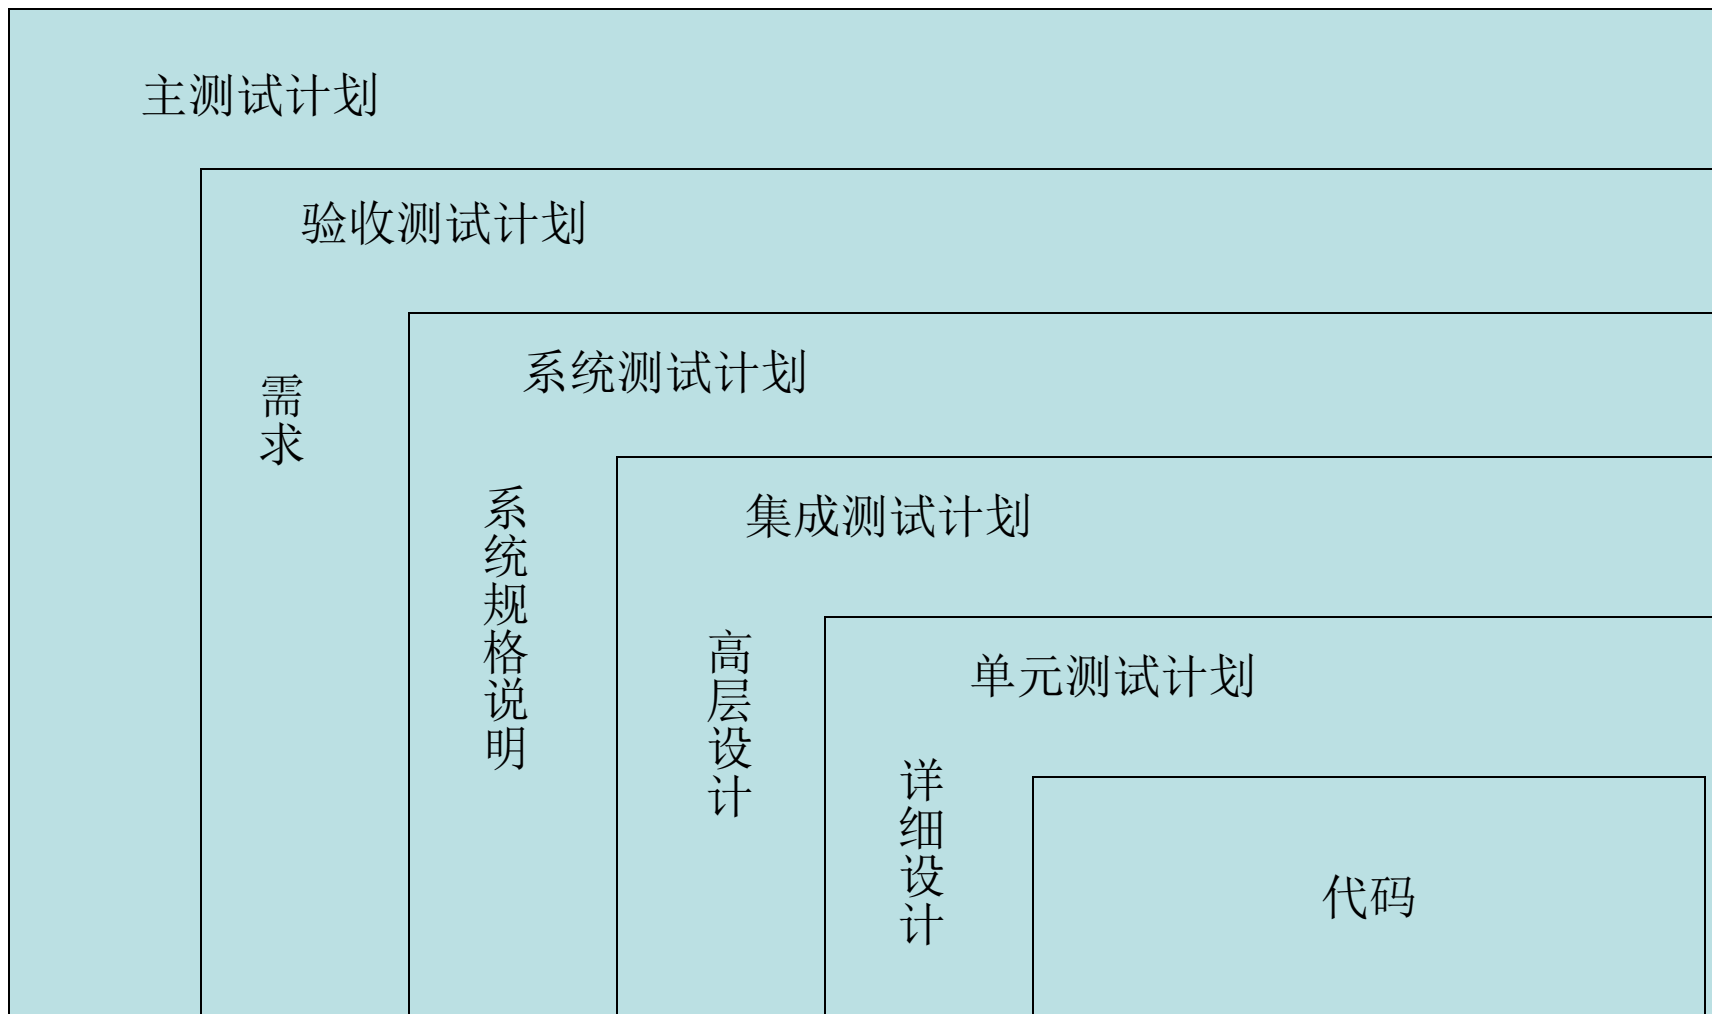 主测试计划
验收测试计划
需求
系统测试计划
系统规格说明
集成测试计划
高层设计
单元测试计划
详细设计
代码